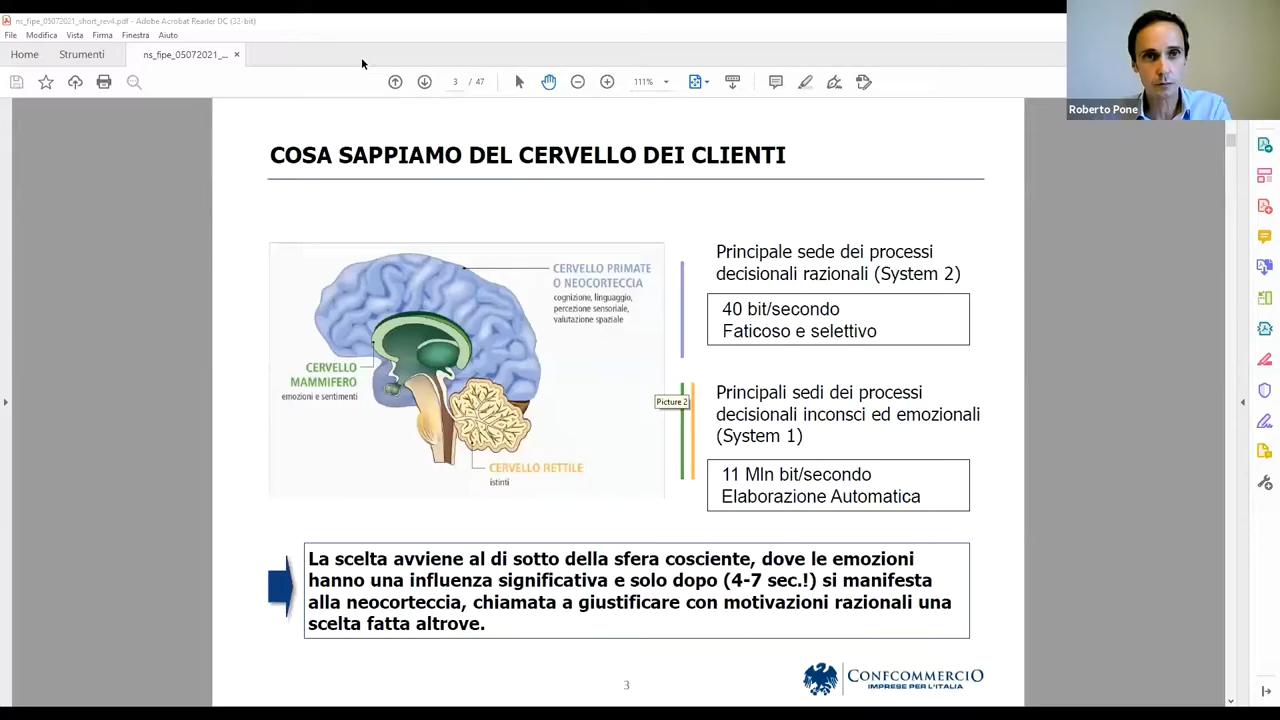 ns_fipe_05072021_short_rev4.pdf - Adobe Acrobat Reader DC (32-bit)
File Modifica Vista Firma Finestra Aiuto
Home Strumenti ns_fipe_05072021_... ×
3 / 47 111%
Roberto Pone
COSA SAPPIAMO DEL CERVELLO DEI CLIENTI
CERVELLO PRIMATE
O NEOCORTECCIA
cognizione, linguaggio,
percezione sensoriale,
valutazione spaziale
CERVELLO
MAMMIFERO
emozioni e sentimenti
CERVELLO RETTILE
istinti
Principale sede dei processi
decisionali razionali (System 2)
40 bit/secondo
Faticoso e selettivo
Picture 2
Principali sedi dei processi
decisionali inconsci ed emozionali
(System 1)
11 Mln bit/secondo
Elaborazione Automatica
La scelta avviene al di sotto della sfera cosciente, dove le emozioni
hanno una influenza significativa e solo dopo (4-7 sec.!) si manifesta
alla neocorteccia, chiamata a giustificare con motivazioni razionali una
scelta fatta altrove.
3
CONFCOMMERCIO
IMPRESE PER L'ITALIA